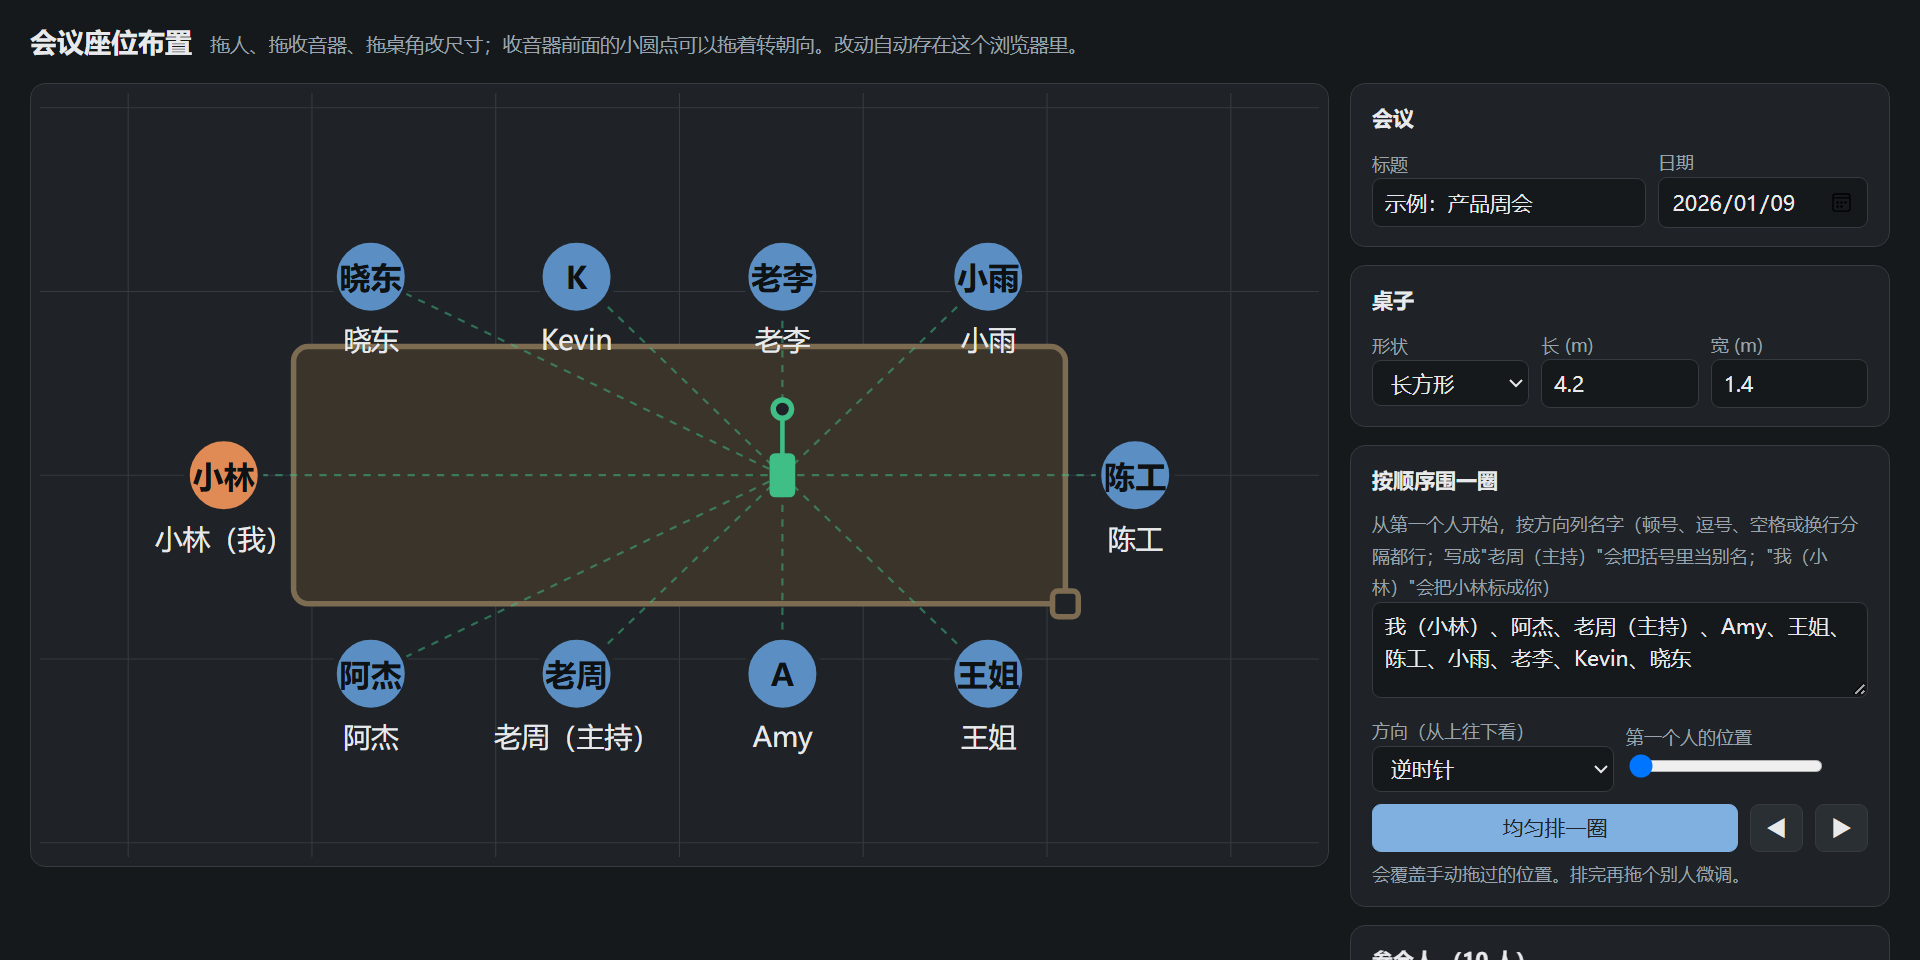 会议座位布置
拖人、拖收音器、拖桌角改尺寸；收音器前面的小圆点可以拖着转朝向。改动自动存在这个浏览器里。
晓东
K
老李
小雨
晓东
Kevin
老李
小雨
小林
陈工
小林（我）
陈工
阿杰
老周
A
王姐
阿杰
老周（主持）
Amy
王姐
会议
标题
日期
示例：产品周会
2026/01/09
桌子
形状
长 (m)
宽 (m)
长方形
4.2
1.4
按顺序围一圈
从第一个人开始，按方向列名字（顿号、逗号、空格或换行分
隔都行；写成"老周（主持）"会把括号里当别名；"我（小
林）"会把小林标成你）
我（小林）、阿杰、老周（主持）、Amy、王姐、
陈工、小雨、老李、Kevin、晓东
方向（从上往下看）
第一个人的位置
逆时针
均匀排一圈
会覆盖手动拖过的位置。排完再拖个别人微调。
参会人（10 人）